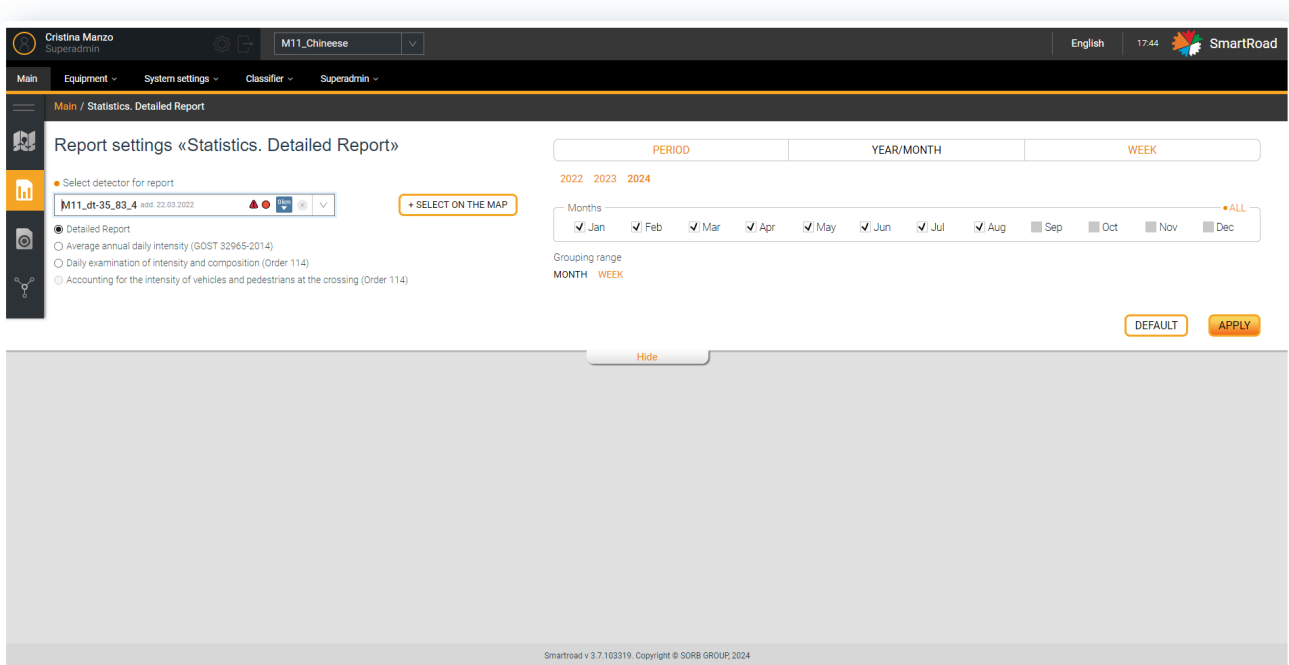 Cristina Manzo
Superadmin
M11_Chineese
English
17:44
SmartRoad
Main Equipment System settings Classifier Superadmin
Main / Statistics. Detailed Report
Report settings «Statistics. Detailed Report»
PERIOD YEAR/MONTH WEEK
2022 2023 2024
Select detector for report
M11_dt-35_83_4 add. 22.03.2022
+ SELECT ON THE MAP
Months ALL
Jan Feb Mar Apr May Jun Jul Aug Sep Oct Nov Dec
Detailed Report
Average annual daily intensity (GOST 32965-2014)
Daily examination of intensity and composition (Order 114)
Accounting for the intensity of vehicles and pedestrians at the crossing (Order 114)
Grouping range
MONTH WEEK
DEFAULT APPLY
Hide
Smartroad v 3.7.103319. Copyright © SORB GROUP, 2024